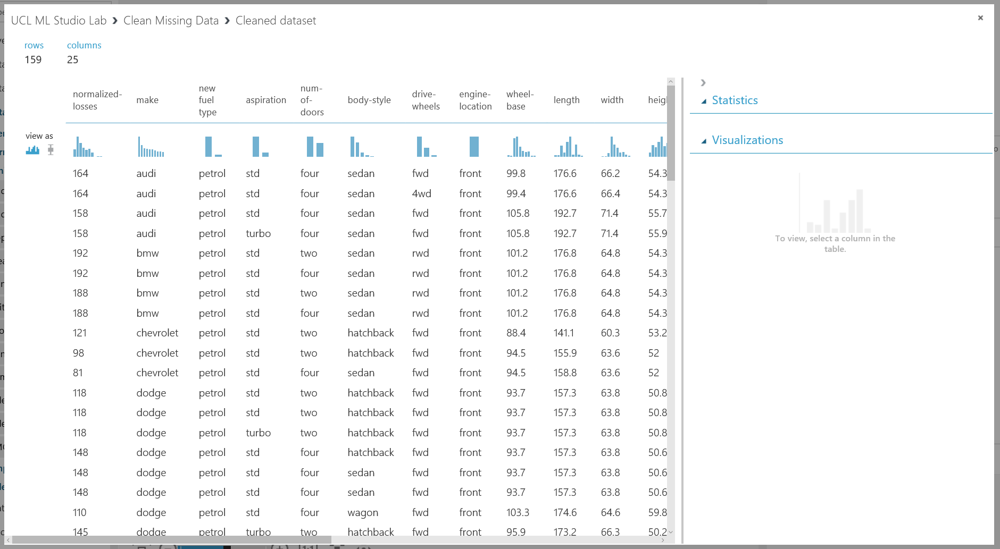 UCL ML Studio Lab › Clean Missing Data › Cleaned dataset
rows columns
159 25
normalized-losses make new fuel type aspiration num-of-doors body-style drive-wheels engine-location wheel-base length width heigh
view as
164 audi petrol std four sedan fwd front 99.8 176.6 66.2 54.3
164 audi petrol std four sedan 4wd front 99.4 176.6 66.4 54.3
158 audi petrol std four sedan fwd front 105.8 192.7 71.4 55.7
158 audi petrol turbo four sedan fwd front 105.8 192.7 71.4 55.9
192 bmw petrol std two sedan rwd front 101.2 176.8 64.8 54.3
192 bmw petrol std four sedan rwd front 101.2 176.8 64.8 54.3
188 bmw petrol std two sedan rwd front 101.2 176.8 64.8 54.3
188 bmw petrol std four sedan rwd front 101.2 176.8 64.8 54.3
121 chevrolet petrol std two hatchback fwd front 88.4 141.1 60.3 53.2
98 chevrolet petrol std two hatchback fwd front 94.5 155.9 63.6 52
81 chevrolet petrol std four sedan fwd front 94.5 158.8 63.6 52
118 dodge petrol std two hatchback fwd front 93.7 157.3 63.8 50.8
118 dodge petrol std two hatchback fwd front 93.7 157.3 63.8 50.8
118 dodge petrol turbo two hatchback fwd front 93.7 157.3 63.8 50.8
148 dodge petrol std four hatchback fwd front 93.7 157.3 63.8 50.6
148 dodge petrol std four sedan fwd front 93.7 157.3 63.8 50.6
148 dodge petrol std four sedan fwd front 93.7 157.3 63.8 50.6
110 dodge petrol std four wagon fwd front 103.3 174.6 64.6 59.8
145 dodge petrol turbo two hatchback fwd front 95.9 173.2 66.3 50.2
Statistics
Visualizations
To view, select a column in the
table.